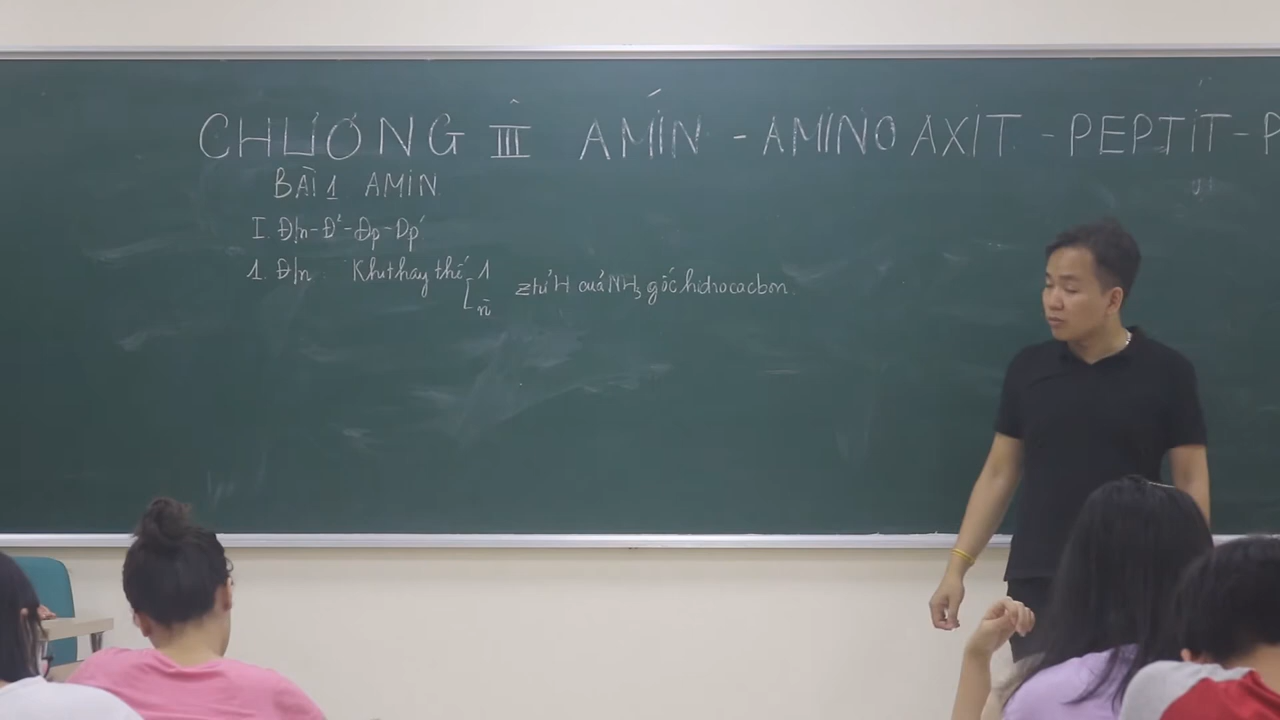 CHƯƠNG III AMIN - AMINO AXIT - PEPTIT - P
BÀI 1 AMIN
I. Đ/n - Đ² - Đp - Dp'
1. Đ/n : Khi thay thế 1 ntử H của NH₃ gốc hidrocacbon.
n